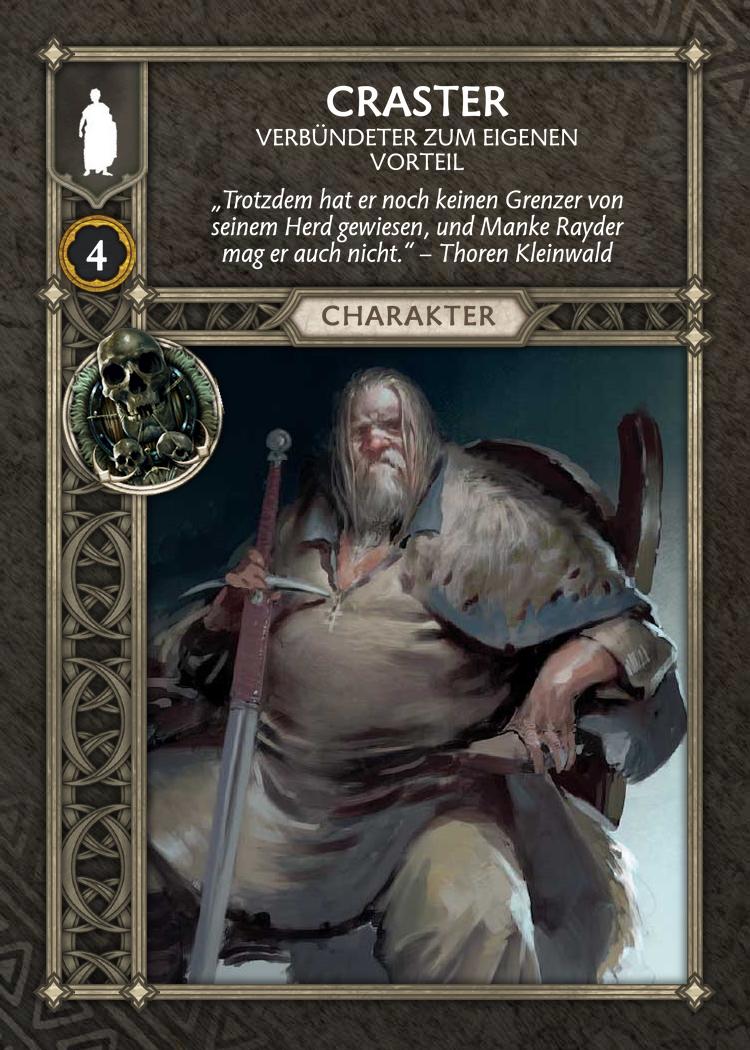 CRASTER
VERBÜNDETER ZUM EIGENEN
VORTEIL
„Trotzdem hat er noch keinen Grenzer von
seinem Herd gewiesen, und Manke Rayder
mag er auch nicht.“ – Thoren Kleinwald
4
CHARAKTER